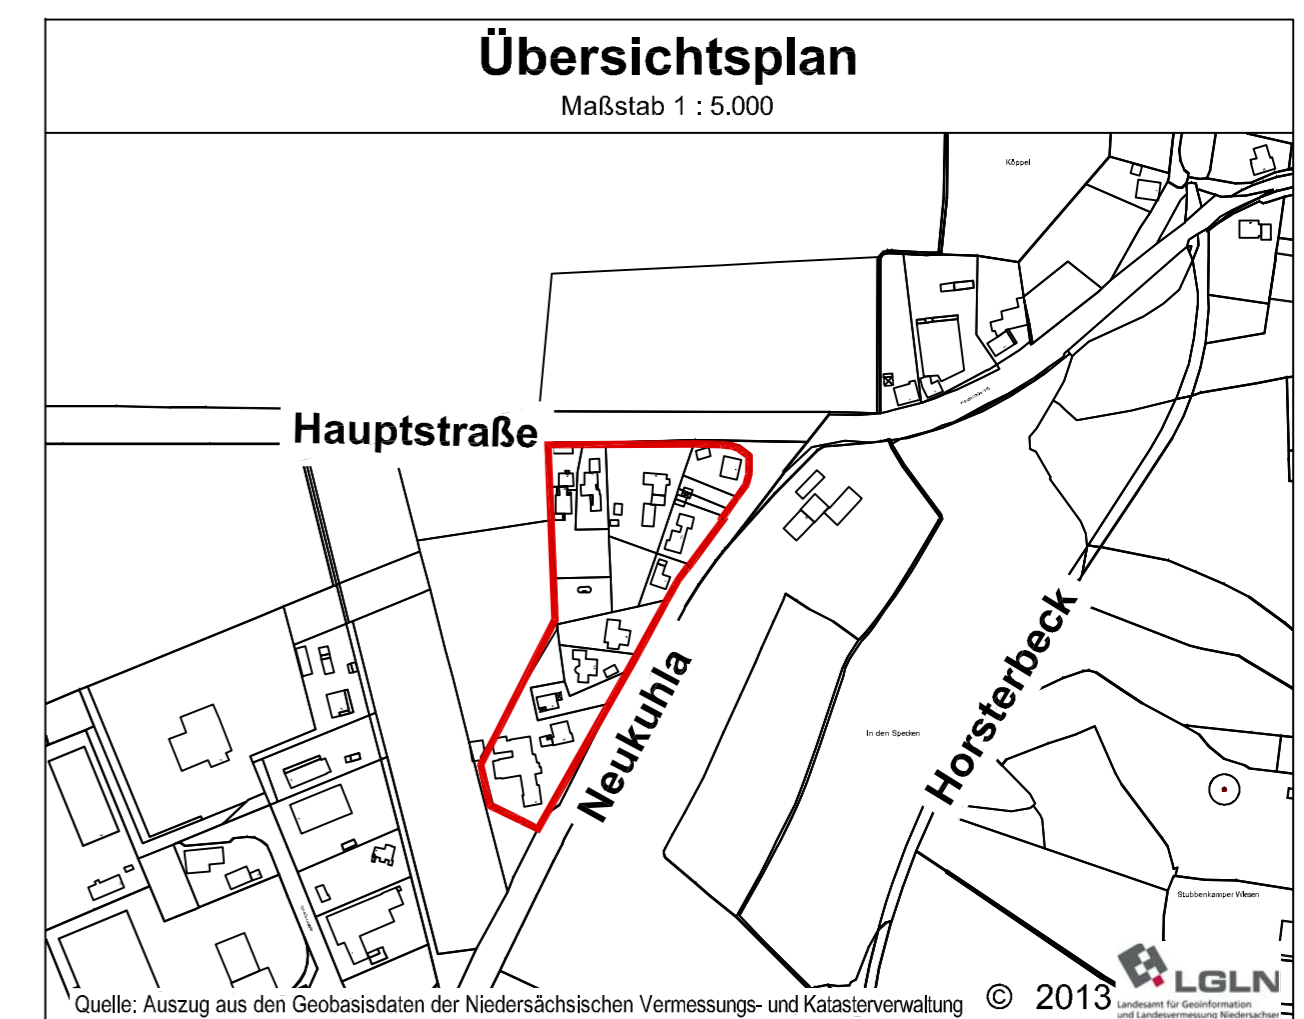 Übersichtsplan
Maßstab 1 : 5.000
Köppel
Hauptstraße
Neukuhla
Horsterbeck
In den Specken
Stubbenkamper Wiesen
Quelle: Auszug aus den Geobasisdaten der Niedersächsischen Vermessungs- und Katasterverwaltung © 2013
LGLN
Landesamt für Geoinformation
und Landesvermessung Niedersachsen